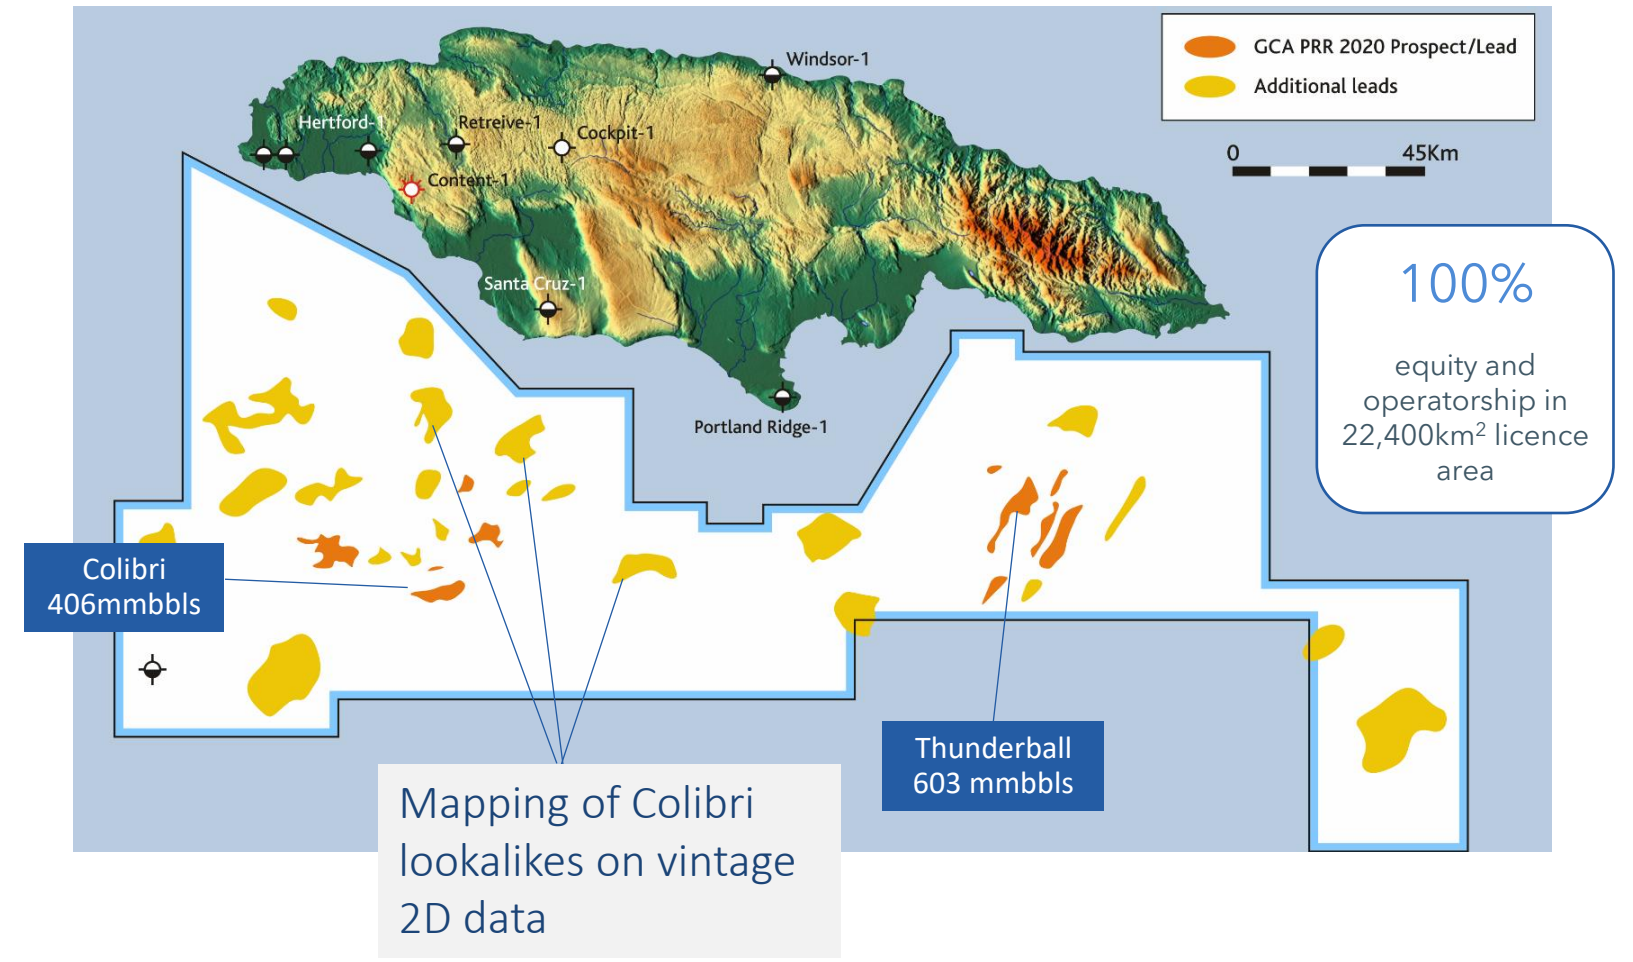 Windsor-1
GCA PRR 2020 Prospect/Lead
Additional leads
Hertford-1
Retreive-1
Cockpit-1
0 45Km
Content-1
Santa Cruz-1
100%
equity and
operatorship in
22,400km² licence
area
Portland Ridge-1
Colibri
406mmbbls
Thunderball
603 mmbbls
Mapping of Colibri
lookalikes on vintage
2D data